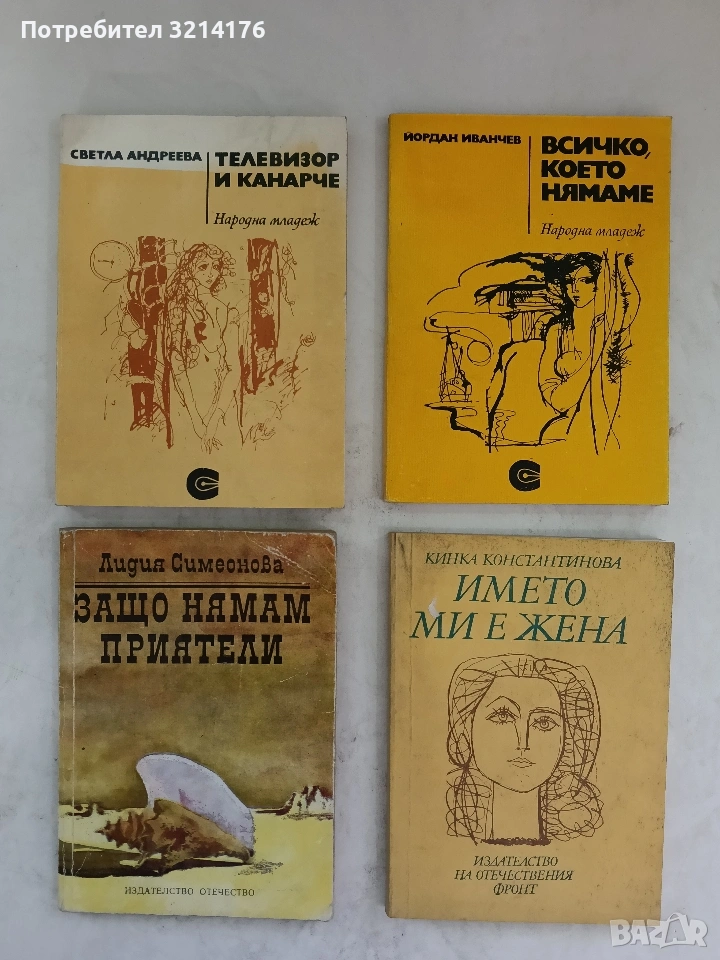 Потребител 3214176
СВЕТЛА АНДРЕЕВА
ТЕЛЕВИЗОР
И КАНАРЧЕ
Народна младеж
ЙОРДАН ИВАНЧЕВ
ВСИЧКО,
КОЕТО
НЯМАМЕ
Народна младеж
Лидия Симеонова
ЗАЩО НЯМАМ
ПРИЯТЕЛИ
ИЗДАТЕЛСТВО ОТЕЧЕСТВО
КИНКА КОНСТАНТИНОВА
ИМЕТО
МИ Е ЖЕНА
ИЗДАТЕЛСТВО
НА ОТЕЧЕСТВЕНИЯ
ФРОНТ
BAZAR